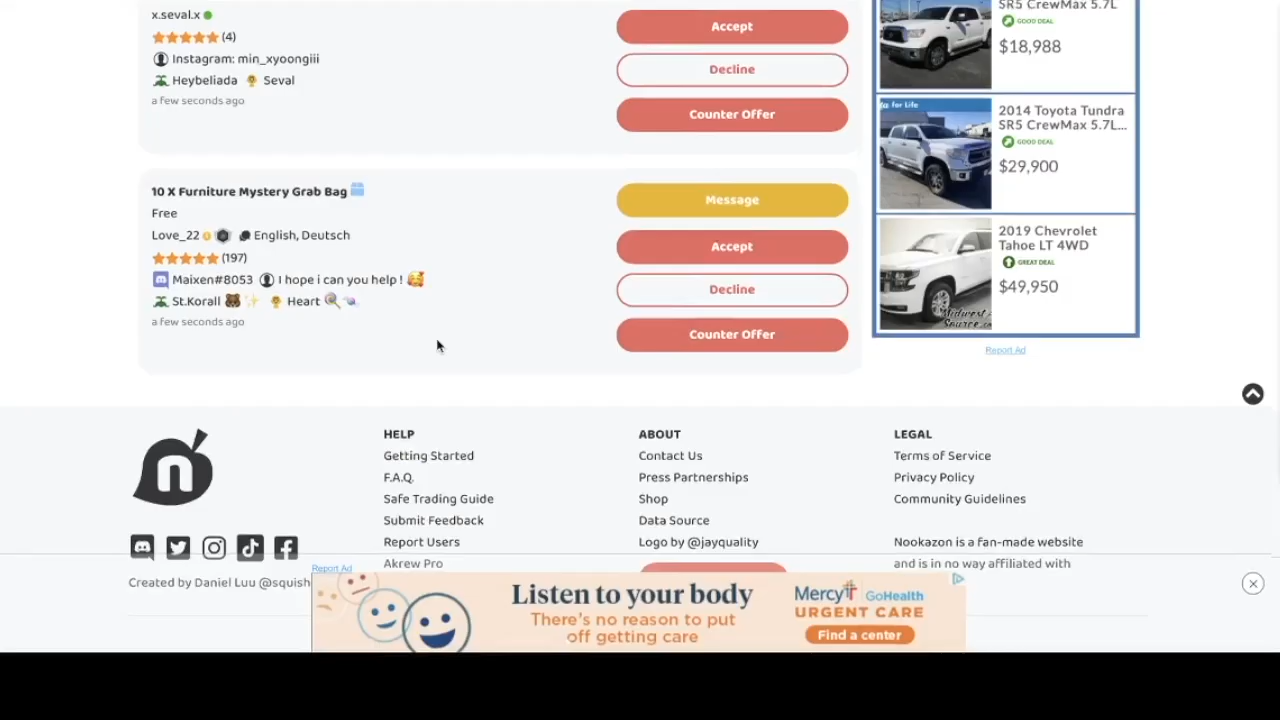 x.seval.x
(4)
Instagram: min_xyoongiii
Heybeliada Seval
a few seconds ago
Accept
Decline
Counter Offer
10 X Furniture Mystery Grab Bag
Free
Love_22 English, Deutsch
(197)
Maixen#8053 I hope i can you help !
St.Korall Heart
a few seconds ago
Message
Accept
Decline
Counter Offer
SR5 CrewMax 5.7L
GOOD DEAL
$18,988
for Life
2014 Toyota Tundra
SR5 CrewMax 5.7L...
GOOD DEAL
$29,900
2019 Chevrolet
Tahoe LT 4WD
GREAT DEAL
$49,950
Midwest
Source.co
Report Ad
n
Created by Daniel Luu @squish
HELP
Getting Started
F.A.Q.
Safe Trading Guide
Submit Feedback
Report Users
Akrew Pro
ABOUT
Contact Us
Press Partnerships
Shop
Data Source
Logo by @jayquality
LEGAL
Terms of Service
Privacy Policy
Community Guidelines
Nookazon is a fan-made website
and is in no way affiliated with
Report Ad
Listen to your body
There's no reason to put
off getting care
Mercy GoHealth
URGENT CARE
Find a center